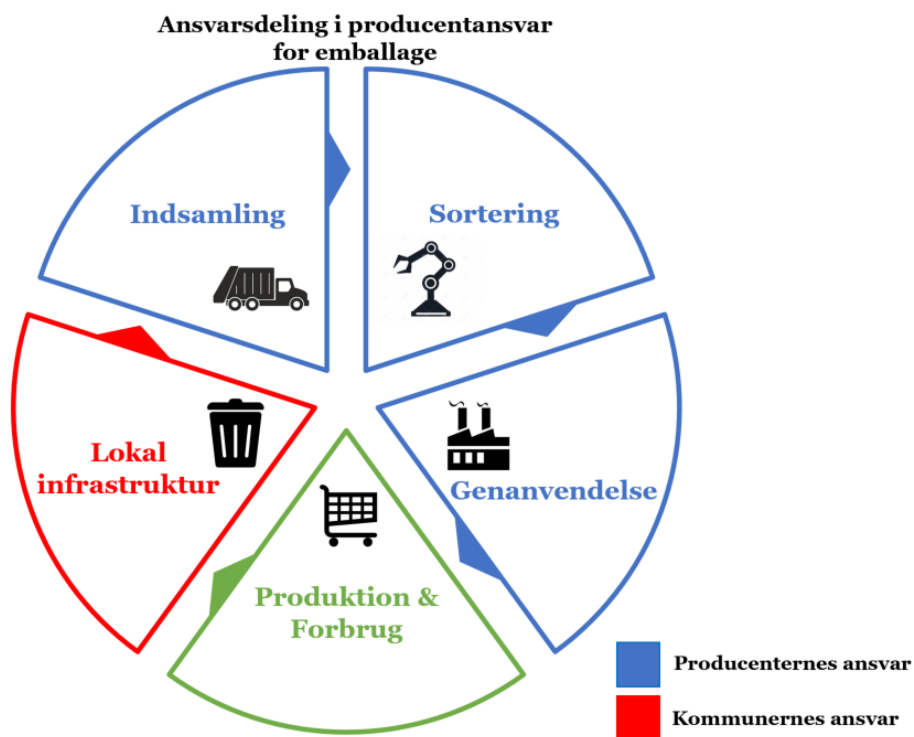 Ansvarsdeling i producentansvar
for emballage
Indsamling
Sortering
Lokal
infrastruktur
Genanvendelse
Produktion &
Forbrug
Producenternes ansvar
Kommunernes ansvar